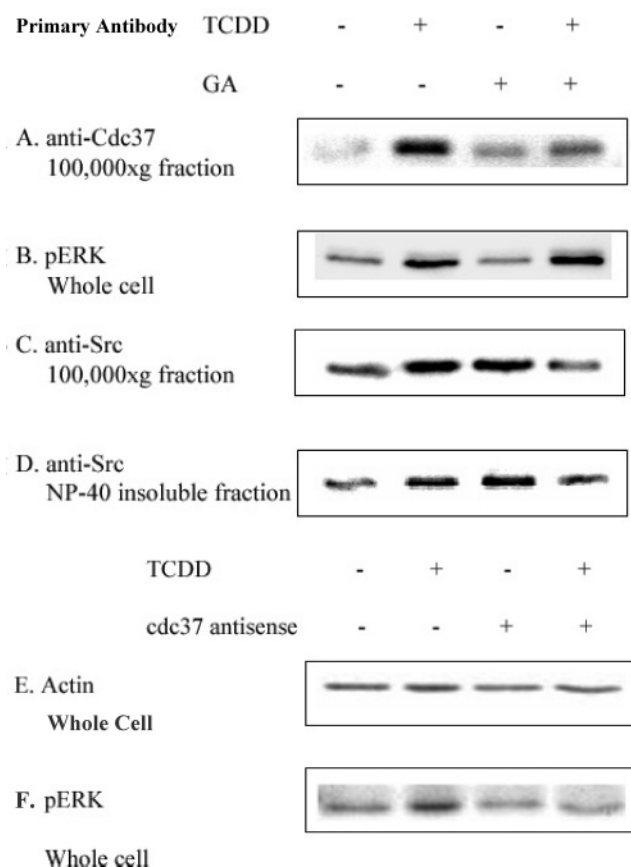 Primary Antibody TCDD - + - +
GA - - + +
A. anti-Cdc37
100,000xg fraction
B. pERK
Whole cell
C. anti-Src
100,000xg fraction
D. anti-Src
NP-40 insoluble fraction
TCDD - + - +
cdc37 antisense - - + +
E. Actin
Whole Cell
F. pERK
Whole cell